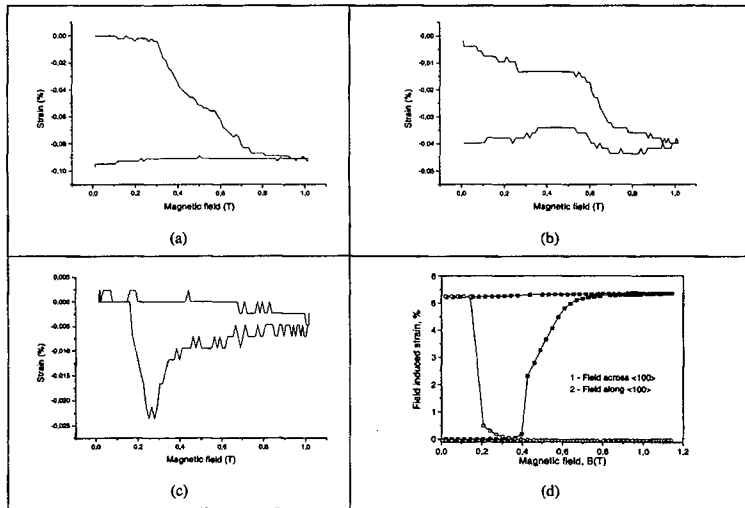 0,00
-0,02
-0,04
-0,06
-0,08
-0,10
Strain (%)
0,0 0,2 0,4 0,6 0,8 1,0
Magnetic field (T)
(a)
0,00
-0,01
-0,02
-0,03
-0,04
-0,05
Strain (%)
0,0 0,2 0,4 0,6 0,8 1,0
Magnetic field (T)
(b)
0,005
0,000
-0,005
-0,010
-0,015
-0,020
-0,025
Strain (%)
0,0 0,2 0,4 0,6 0,8 1,0
Magnetic field (T)
(c)
6
5
4
3
2
1
0
Field induced strain, %
1 - Field across <100>
2 - Field along <100>
0,0 0,2 0,4 0,6 0,8 1,0 1,2
Magnetic field, B(T)
(d)